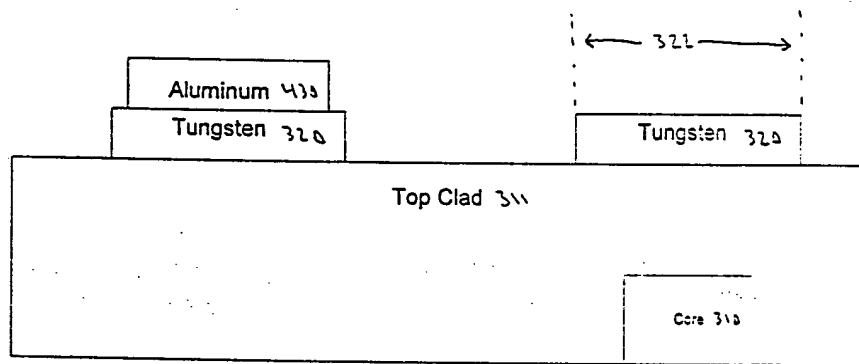 322
Aluminum 430
Tungsten 320
Tungsten 320
Top Clad 311
Core 310